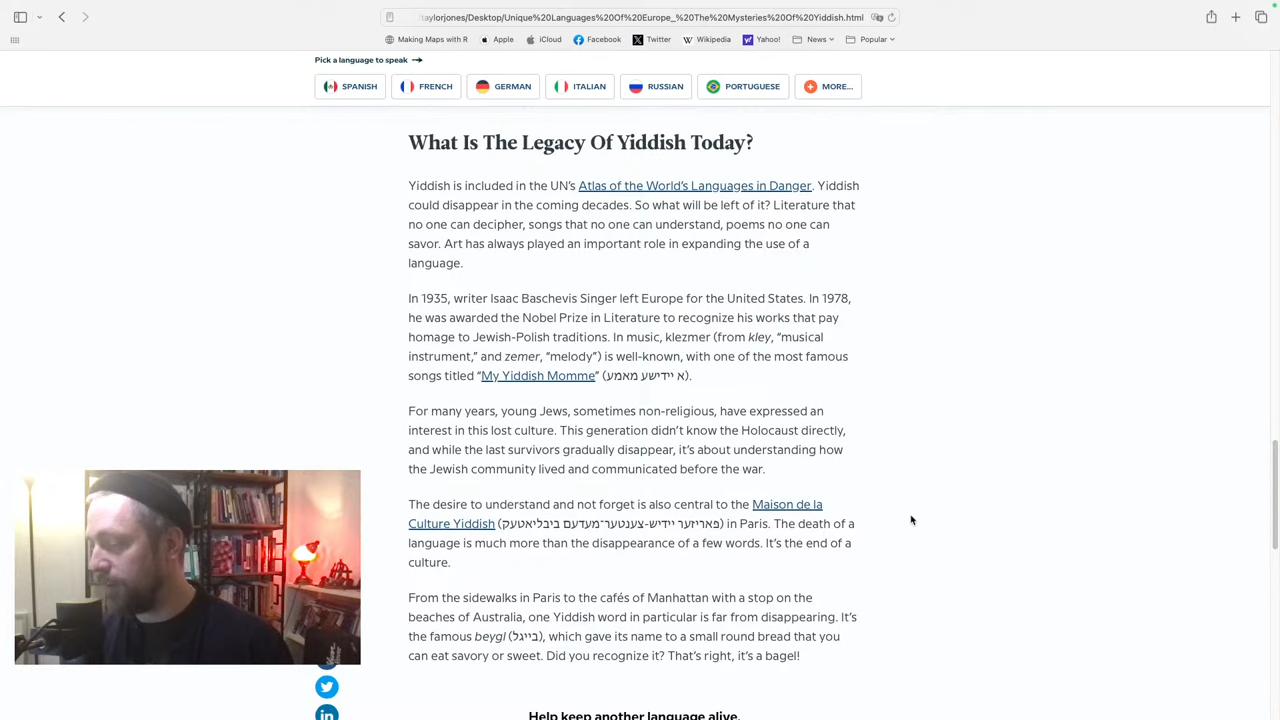 taylorjones/Desktop/Unique%20Languages%20Of%20Europe_%20The%20Mysteries%20Of%20Yiddish.html
Making Maps with R Apple iCloud Facebook Twitter Wikipedia Yahoo! News Popular
Pick a language to speak
SPANISH FRENCH GERMAN ITALIAN RUSSIAN PORTUGUESE MORE...
What Is The Legacy Of Yiddish Today?
Yiddish is included in the UN’s Atlas of the World’s Languages in Danger. Yiddish
could disappear in the coming decades. So what will be left of it? Literature that
no one can decipher, songs that no one can understand, poems no one can
savor. Art has always played an important role in expanding the use of a
language.
In 1935, writer Isaac Baschevis Singer left Europe for the United States. In 1978,
he was awarded the Nobel Prize in Literature to recognize his works that pay
homage to Jewish-Polish traditions. In music, klezmer (from kley, “musical
instrument,” and zemer, “melody”) is well-known, with one of the most famous
songs titled “My Yiddish Momme” (א ייִדישע מאמע).
For many years, young Jews, sometimes non-religious, have expressed an
interest in this lost culture. This generation didn’t know the Holocaust directly,
and while the last survivors gradually disappear, it’s about understanding how
the Jewish community lived and communicated before the war.
The desire to understand and not forget is also central to the Maison de la
Culture Yiddish (פאריזער יידיש-צענטער־מעדעם ביבליאטעק) in Paris. The death of a
language is much more than the disappearance of a few words. It’s the end of a
culture.
From the sidewalks in Paris to the cafés of Manhattan with a stop on the
beaches of Australia, one Yiddish word in particular is far from disappearing. It’s
the famous beygl (בייגל), which gave its name to a small round bread that you
can eat savory or sweet. Did you recognize it? That’s right, it’s a bagel!
Help keep another language alive.